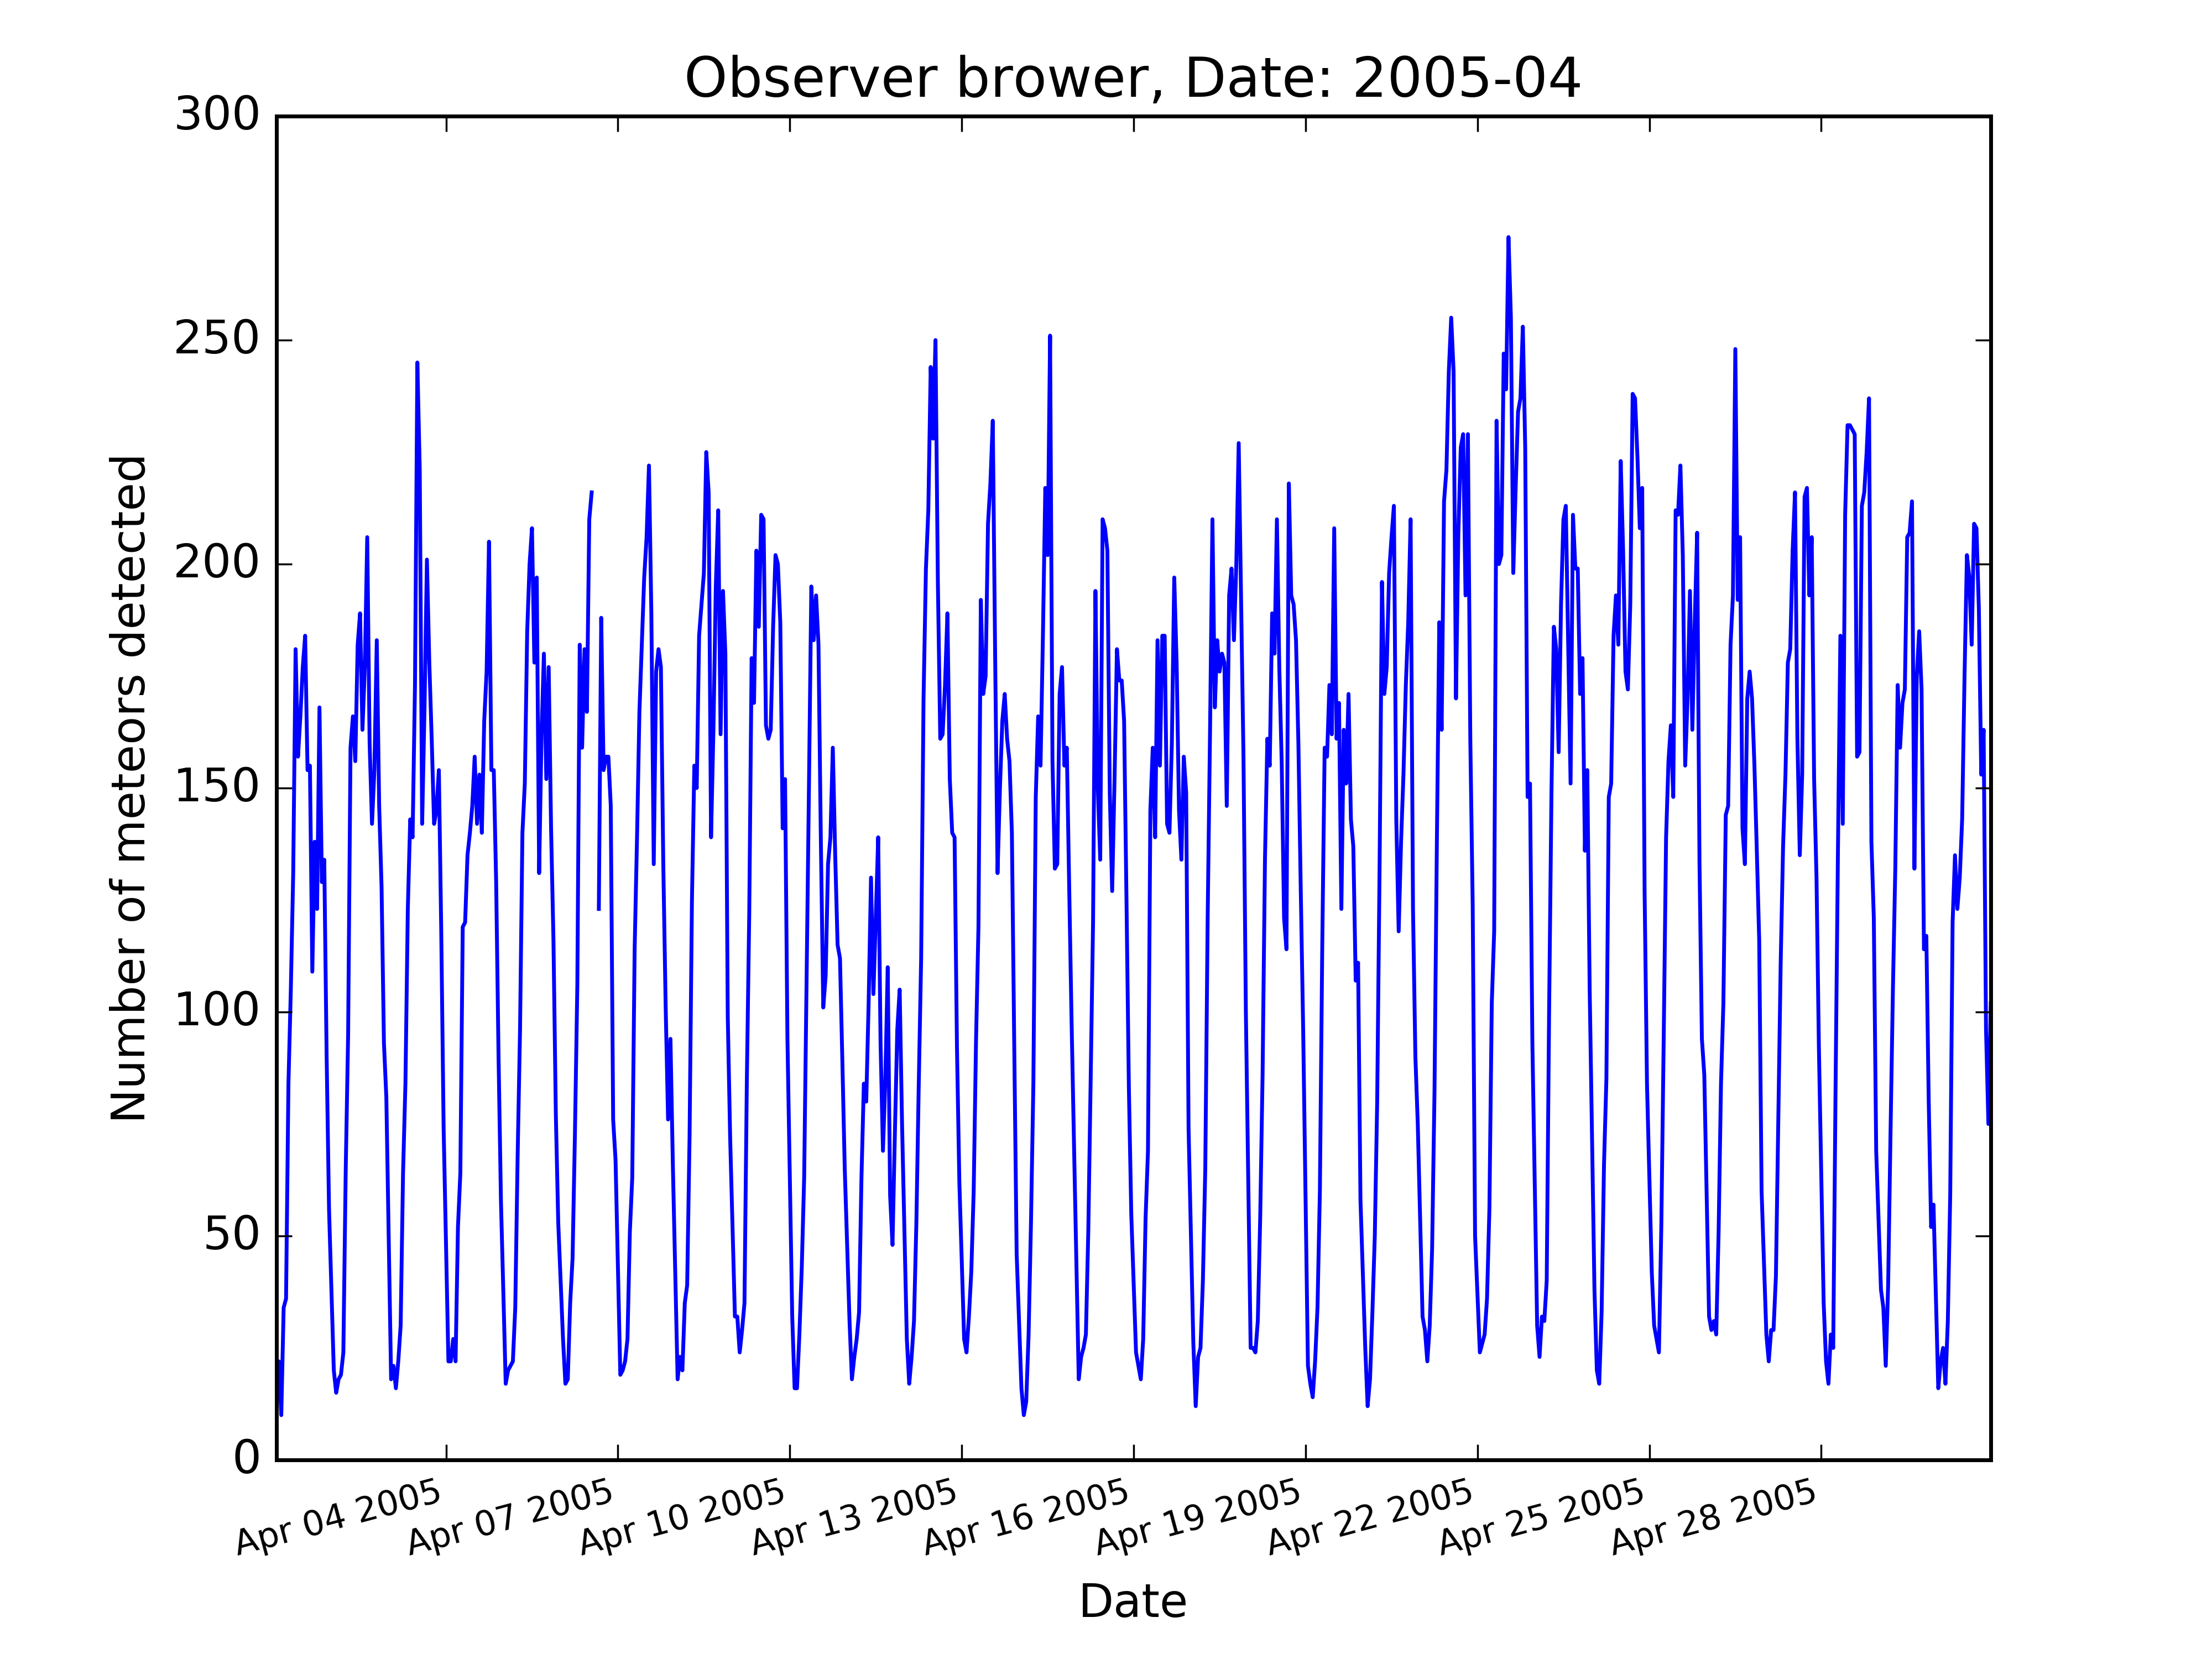 Observer brower, Date: 2005-04
300
250
200
150
100
50
0
Number of meteors detected
Apr 04 2005
Apr 07 2005
Apr 10 2005
Apr 13 2005
Apr 16 2005
Apr 19 2005
Apr 22 2005
Apr 25 2005
Apr 28 2005
Date